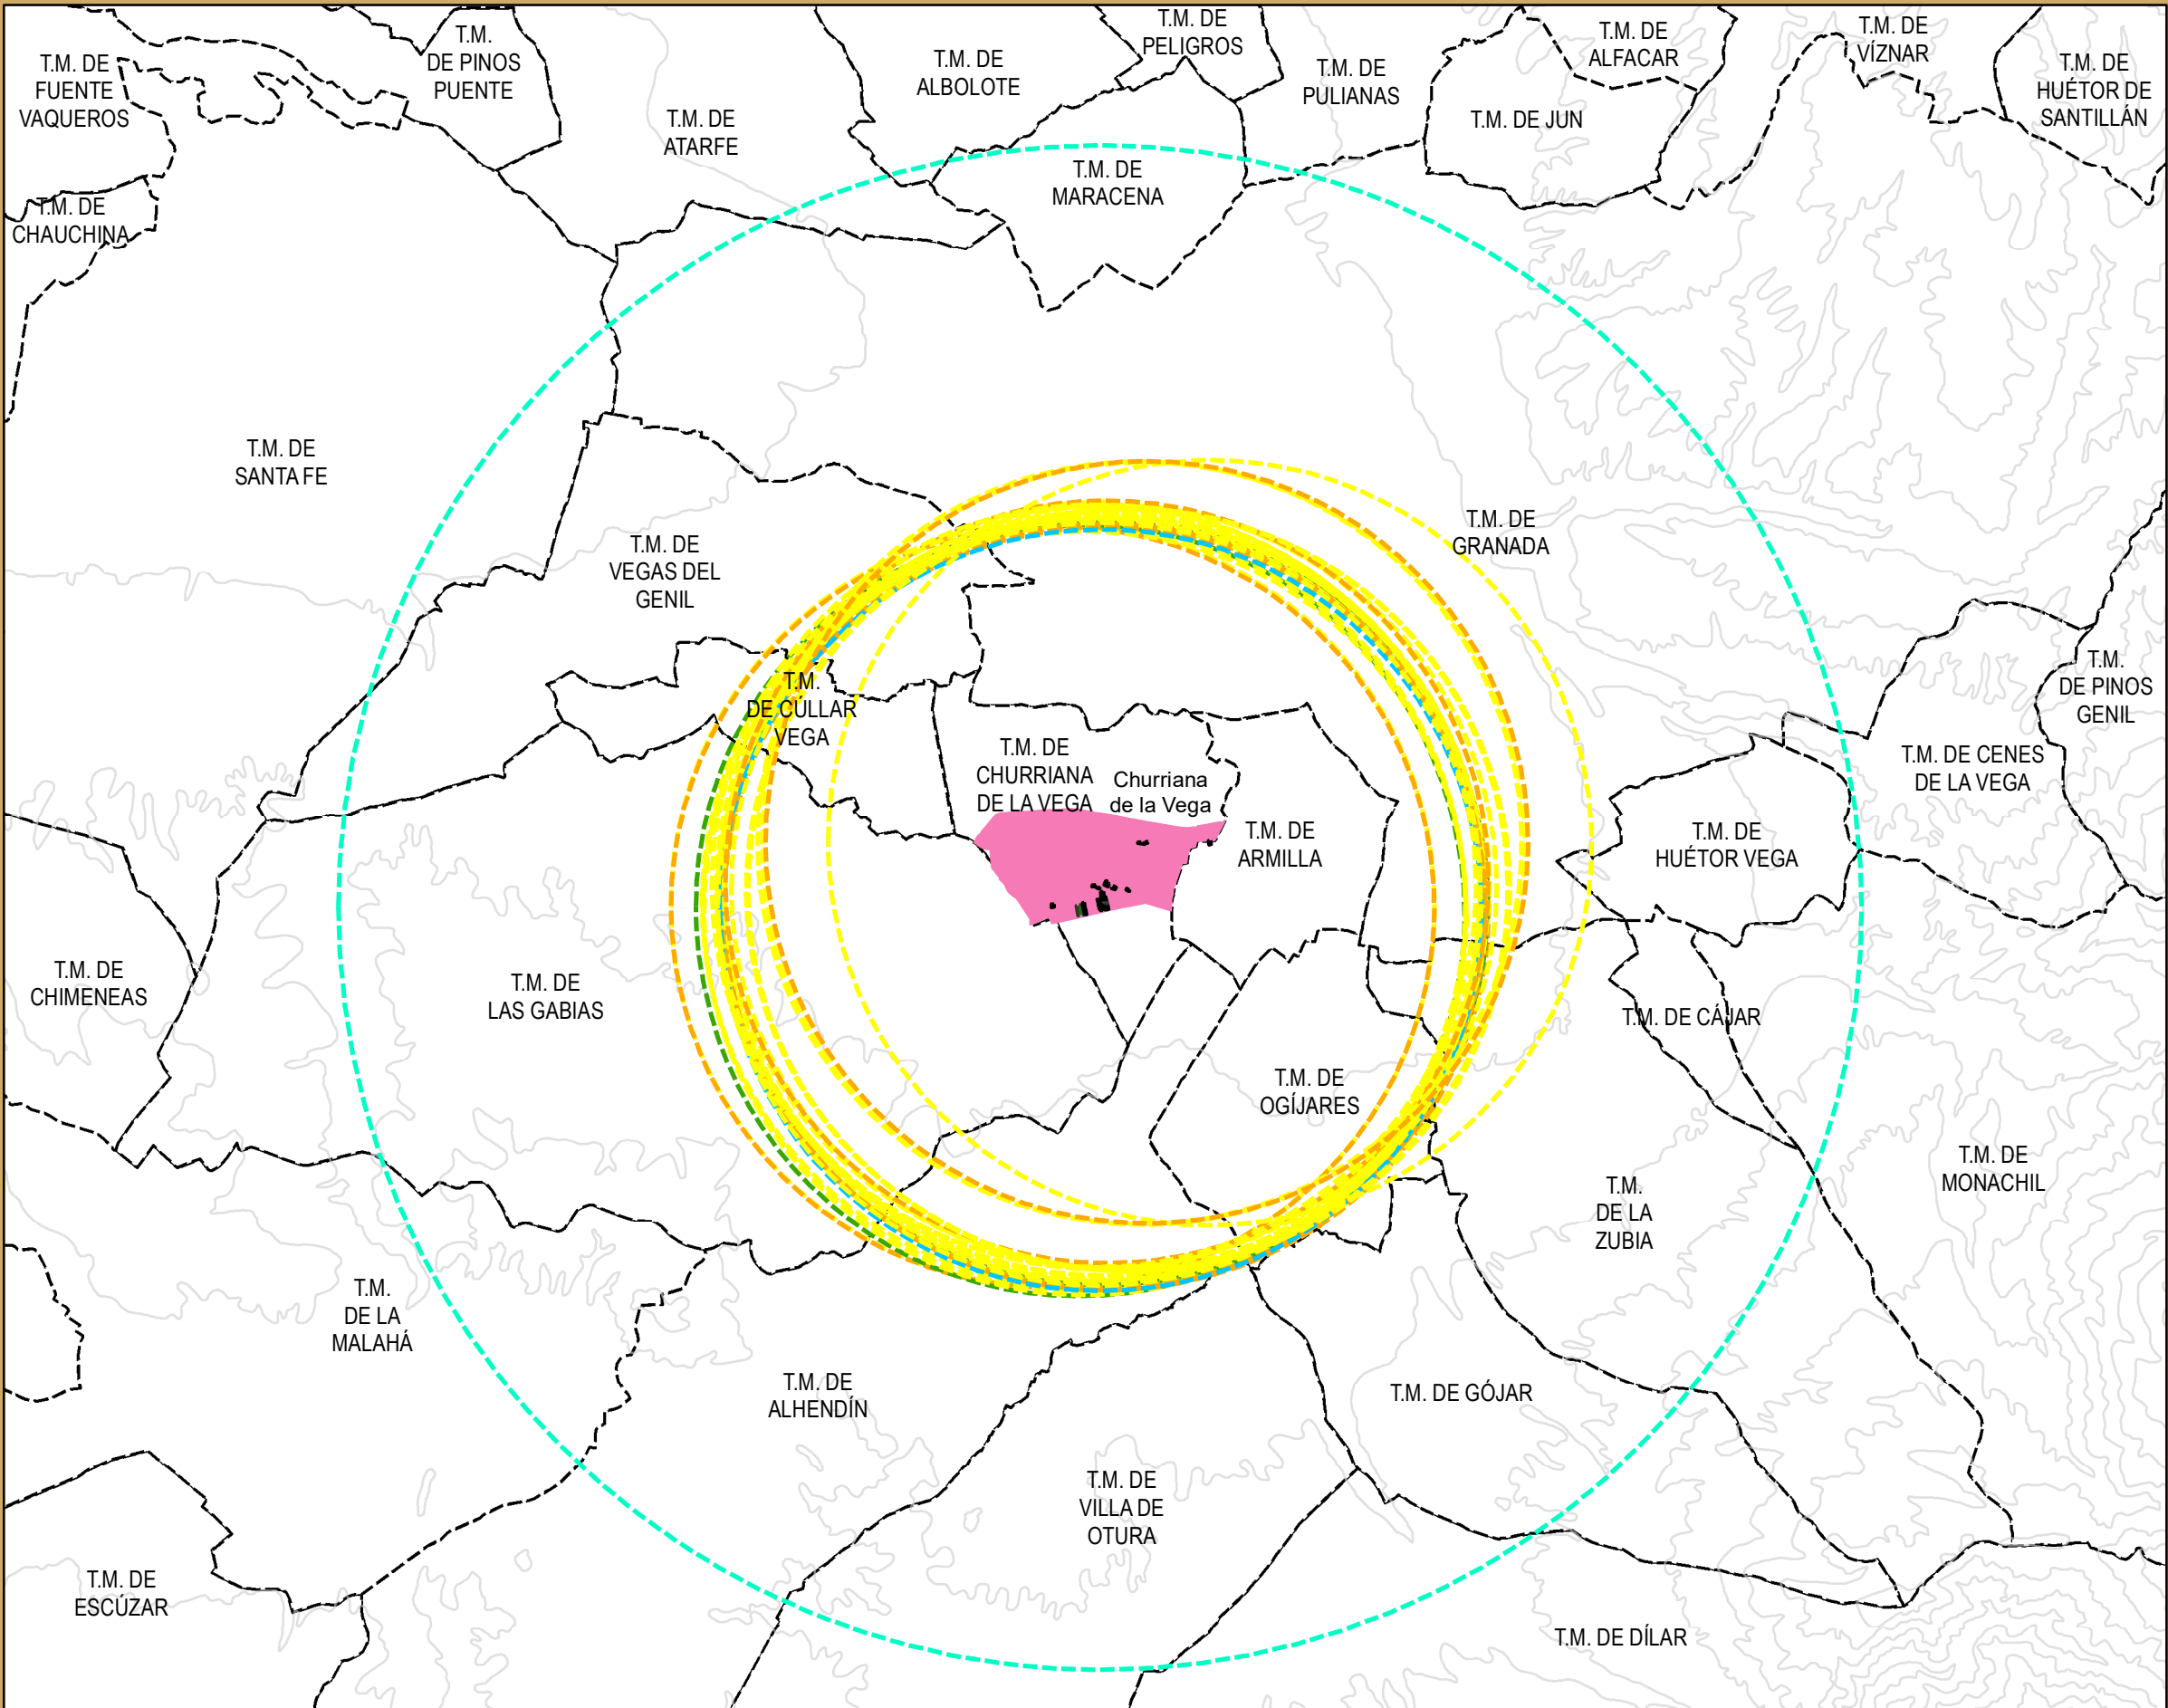 T.M. DE
FUENTE
VAQUEROS
T.M.
DE PINOS
PUENTE
T.M. DE
ATARFE
T.M. DE
ALBOLOTE
T.M. DE
PELIGROS
T.M. DE
PULIANAS
T.M. DE JUN
T.M. DE
ALFACAR
T.M. DE
VÍZNAR
T.M. DE
HUÉTOR DE
SANTILLÁN
T.M. DE
CHAUCHINA
T.M. DE
MARACENA
T.M. DE
SANTA FE
T.M. DE
VEGAS DEL
GENIL
T.M. DE
GRANADA
T.M.
DE CÚLLAR
VEGA
T.M. DE
CHURRIANA
DE LA VEGA
Churriana
de la Vega
T.M. DE
ARMILLA
T.M. DE
HUÉTOR VEGA
T.M. DE CENES
DE LA VEGA
T.M.
DE PINOS
GENIL
T.M. DE
CHIMENEAS
T.M. DE
LAS GABIAS
T.M. DE CÁJAR
T.M. DE
OGÍJARES
T.M.
DE LA
ZUBIA
T.M. DE
MONACHIL
T.M.
DE LA
MALAHÁ
T.M. DE
ALHENDÍN
T.M. DE GÓJAR
T.M. DE
VILLA DE
OTURA
T.M. DE
ESCÚZAR
T.M. DE DÍLAR